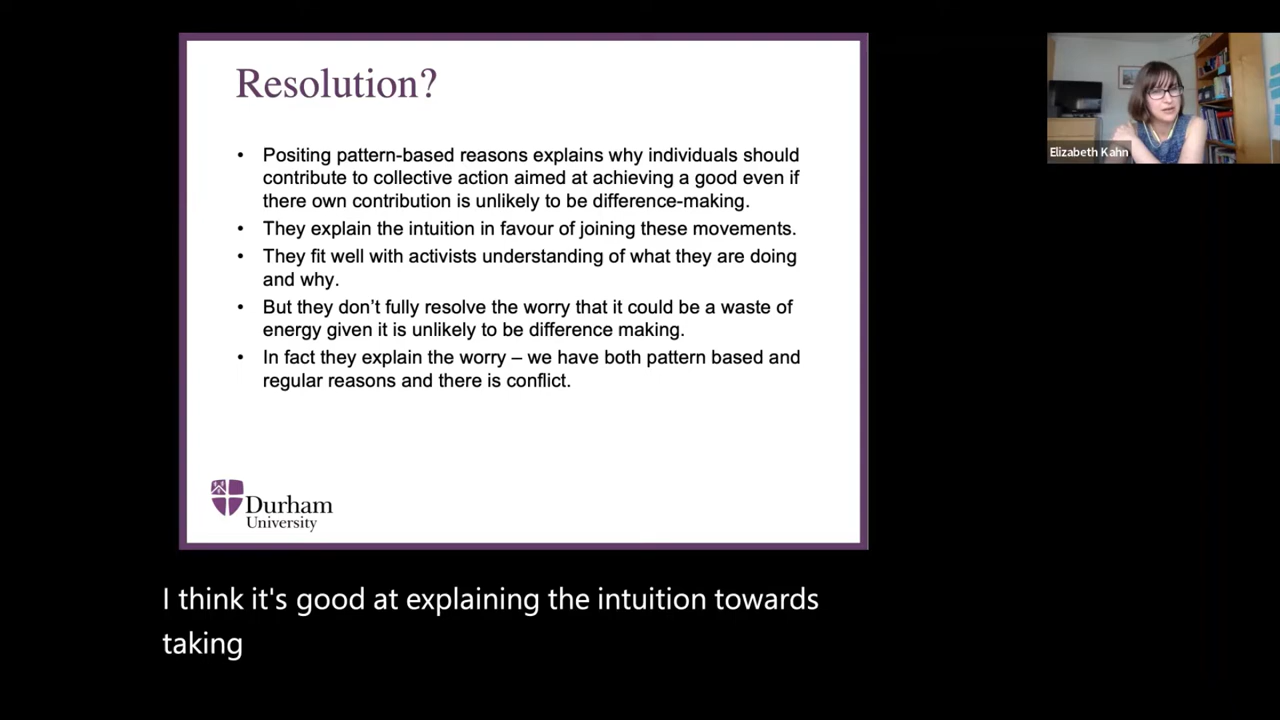 Resolution?
• Positing pattern-based reasons explains why individuals should
contribute to collective action aimed at achieving a good even if
there own contribution is unlikely to be difference-making.
• They explain the intuition in favour of joining these movements.
• They fit well with activists understanding of what they are doing
and why.
• But they don't fully resolve the worry that it could be a waste of
energy given it is unlikely to be difference making.
• In fact they explain the worry – we have both pattern based and
regular reasons and there is conflict.
Durham
University
Elizabeth Kahn
I think it's good at explaining the intuition towards
taking